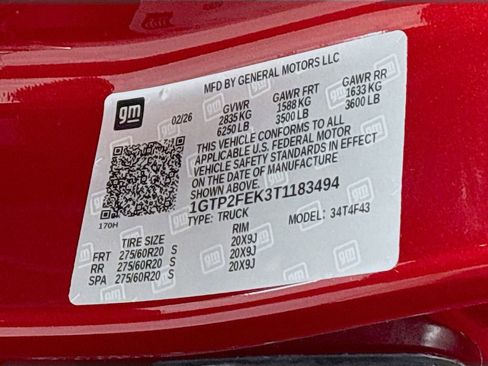 gm
MFD BY GENERAL MOTORS LLC
02/26
GVWR GAWR FRT GAWR RR
2835 KG 1588 KG 1633 KG
6250 LB 3500 LB 3600 LB
THIS VEHICLE CONFORMS TO ALL
APPLICABLE U.S. FEDERAL MOTOR
VEHICLE SAFETY STANDARDS IN EFFECT
ON THE DATE OF MANUFACTURE
SHOWN ABOVE.
1GTP2FEK3T1183494
170H
TYPE: TRUCK MODEL: 34T4F43
TIRE SIZE RIM
FRT 275/60R20 S 20X9J
RR 275/60R20 S 20X9J
SPA 275/60R20 S 20X9J